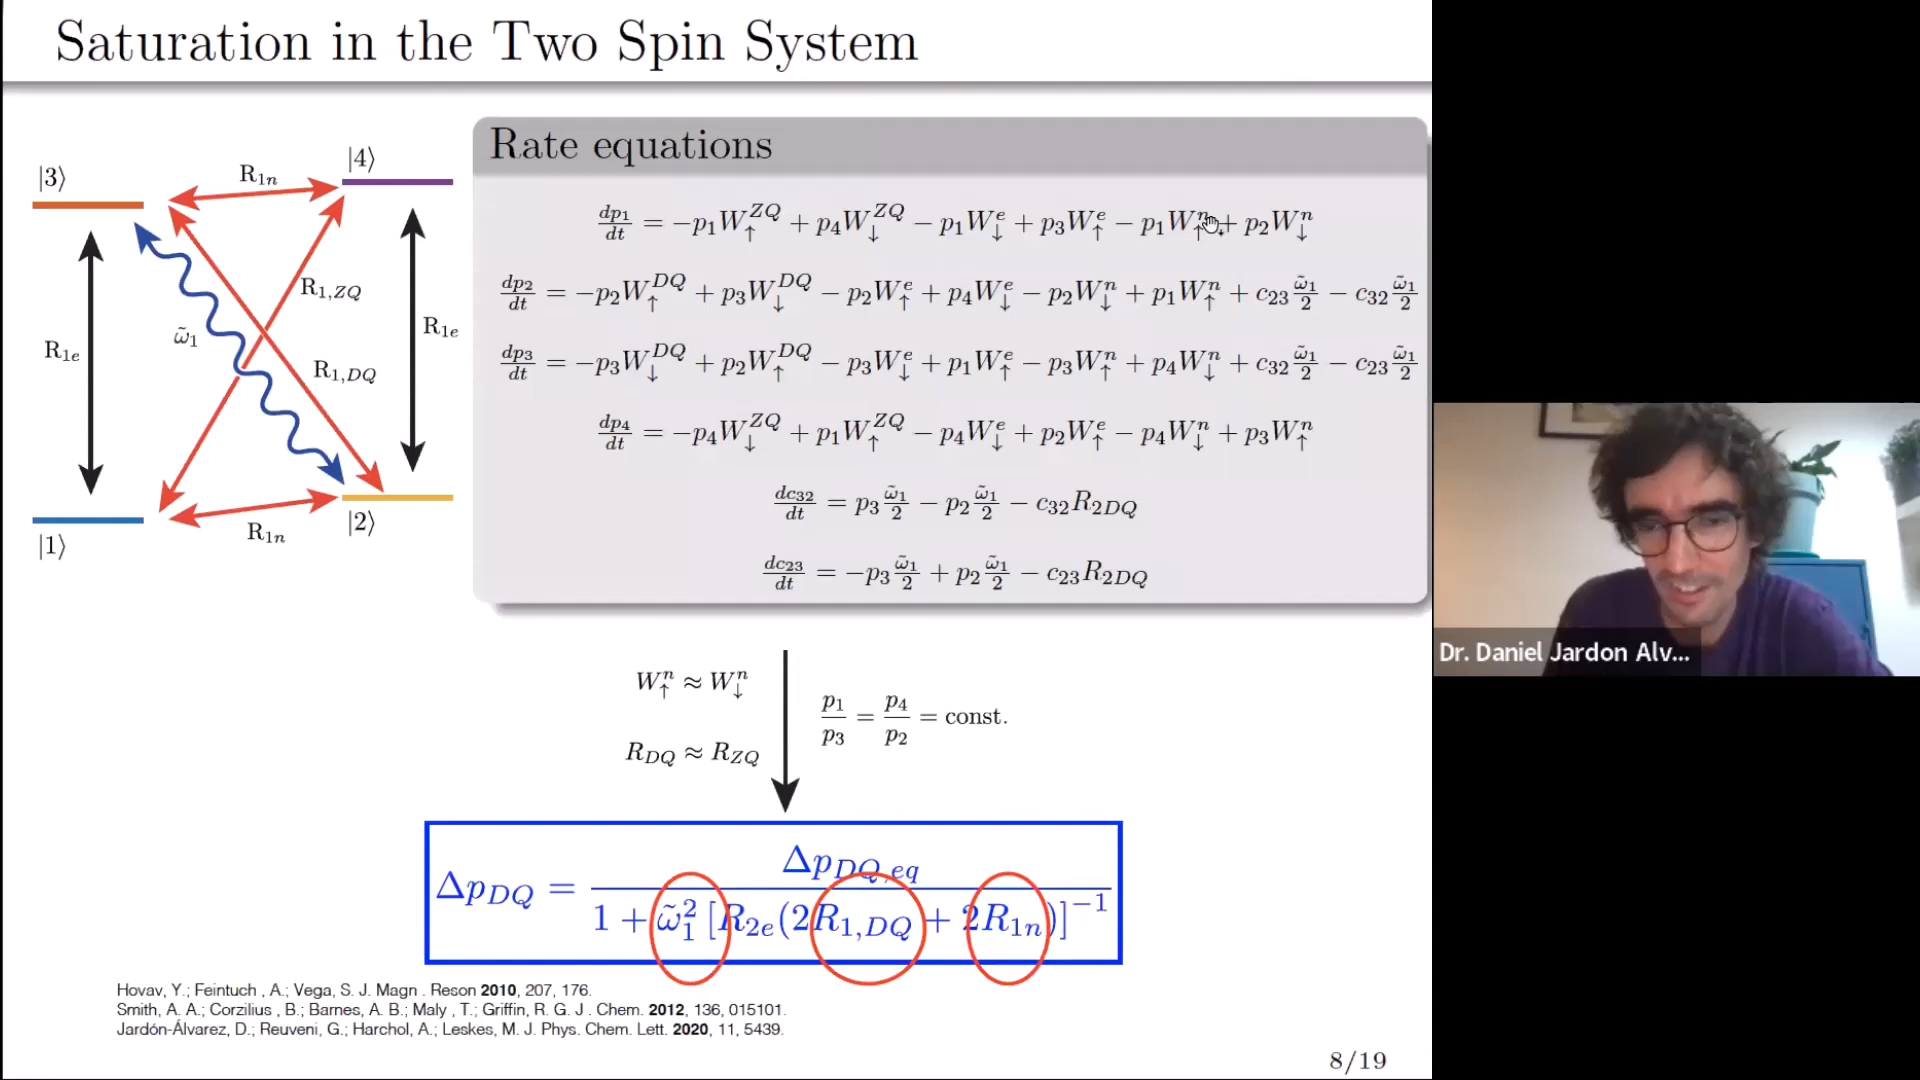 Saturation in the Two Spin System
|3⟩
R1n
|4⟩
R1,ZQ
ω̃1
R1e
R1e
R1,DQ
|1⟩
R1n
|2⟩
Rate equations
dp1/dt = −p1W↑^ZQ + p4W↓^ZQ − p1W↓^e + p3W↑^e − p1W↑^n + p2W↓^n
dp2/dt = −p2W↑^DQ + p3W↓^DQ − p2W↑^e + p4W↓^e − p2W↓^n + p1W↑^n + c23 ω̃1/2 − c32 ω̃1/2
dp3/dt = −p3W↓^DQ + p2W↑^DQ − p3W↓^e + p1W↑^e − p3W↑^n + p4W↓^n + c32 ω̃1/2 − c23 ω̃1/2
dp4/dt = −p4W↓^ZQ + p1W↑^ZQ − p4W↓^e + p2W↑^e − p4W↓^n + p3W↑^n
dc32/dt = p3 ω̃1/2 − p2 ω̃1/2 − c32R2DQ
dc23/dt = −p3 ω̃1/2 + p2 ω̃1/2 − c23R2DQ
W↑^n ≈ W↓^n
p1/p3 = p4/p2 = const.
RDQ ≈ RZQ
ΔpDQ = ΔpDQ,eq / 1 + ω̃1^2 [R2e(2R1,DQ + 2R1n)]^−1
Hovav, Y.; Feintuch , A.; Vega, S. J. Magn . Reson 2010, 207, 176.
Smith, A. A.; Corzilius , B.; Barnes, A. B.; Maly , T.; Griffin, R. G. J . Chem. 2012, 136, 015101.
Jardón-Álvarez, D.; Reuveni, G.; Harchol, A.; Leskes, M. J. Phys. Chem. Lett. 2020, 11, 5439.
8/19
Dr. Daniel Jardon Alv...